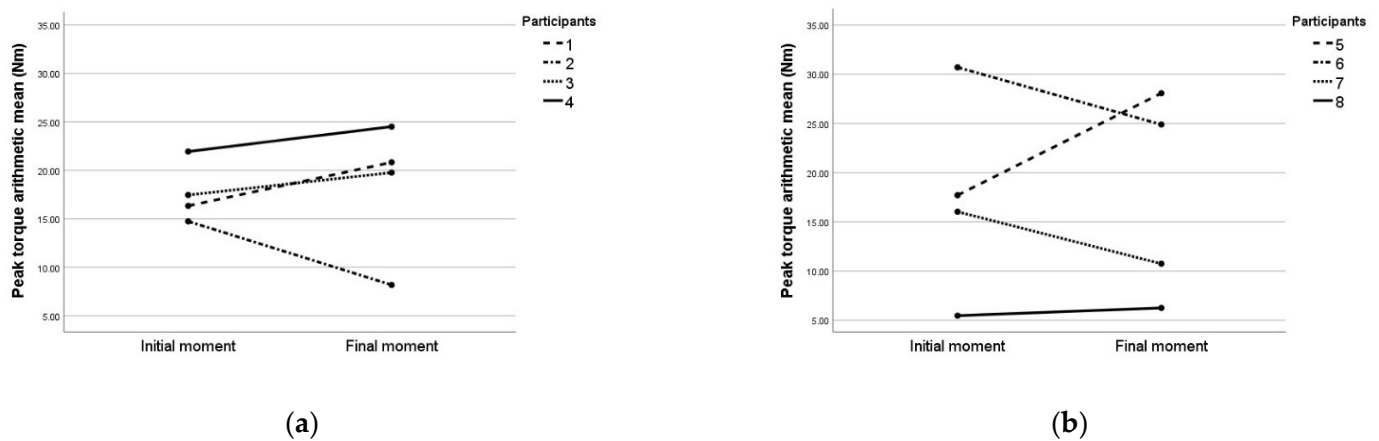 Peak torque arithmetic mean (Nm)
35.00
30.00
25.00
20.00
15.00
10.00
5.00
Initial moment Final moment
Participants
1
2
3
4
(a)
Peak torque arithmetic mean (Nm)
35.00
30.00
25.00
20.00
15.00
10.00
5.00
Initial moment Final moment
Participants
5
6
7
8
(b)